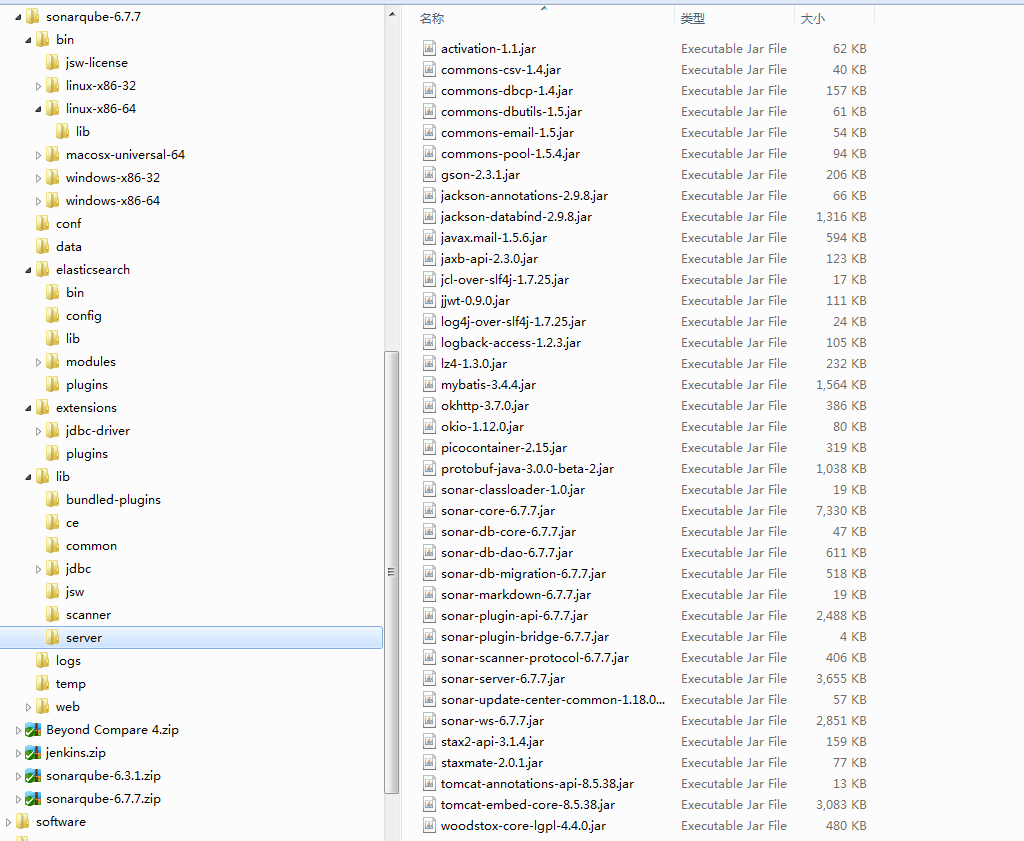 sonarqube-6.7.7
bin
jsw-license
linux-x86-32
linux-x86-64
lib
macosx-universal-64
windows-x86-32
windows-x86-64
conf
data
elasticsearch
bin
config
lib
modules
plugins
extensions
jdbc-driver
plugins
lib
bundled-plugins
ce
common
jdbc
jsw
scanner
server
logs
temp
web
Beyond Compare 4.zip
jenkins.zip
sonarqube-6.3.1.zip
sonarqube-6.7.7.zip
software
名称 类型 大小
activation-1.1.jar Executable Jar File 62 KB
commons-csv-1.4.jar Executable Jar File 40 KB
commons-dbcp-1.4.jar Executable Jar File 157 KB
commons-dbutils-1.5.jar Executable Jar File 61 KB
commons-email-1.5.jar Executable Jar File 54 KB
commons-pool-1.5.4.jar Executable Jar File 94 KB
gson-2.3.1.jar Executable Jar File 206 KB
jackson-annotations-2.9.8.jar Executable Jar File 66 KB
jackson-databind-2.9.8.jar Executable Jar File 1,316 KB
javax.mail-1.5.6.jar Executable Jar File 594 KB
jaxb-api-2.3.0.jar Executable Jar File 123 KB
jcl-over-slf4j-1.7.25.jar Executable Jar File 17 KB
jjwt-0.9.0.jar Executable Jar File 111 KB
log4j-over-slf4j-1.7.25.jar Executable Jar File 24 KB
logback-access-1.2.3.jar Executable Jar File 105 KB
lz4-1.3.0.jar Executable Jar File 232 KB
mybatis-3.4.4.jar Executable Jar File 1,564 KB
okhttp-3.7.0.jar Executable Jar File 386 KB
okio-1.12.0.jar Executable Jar File 80 KB
picocontainer-2.15.jar Executable Jar File 319 KB
protobuf-java-3.0.0-beta-2.jar Executable Jar File 1,038 KB
sonar-classloader-1.0.jar Executable Jar File 19 KB
sonar-core-6.7.7.jar Executable Jar File 7,330 KB
sonar-db-core-6.7.7.jar Executable Jar File 47 KB
sonar-db-dao-6.7.7.jar Executable Jar File 611 KB
sonar-db-migration-6.7.7.jar Executable Jar File 518 KB
sonar-markdown-6.7.7.jar Executable Jar File 19 KB
sonar-plugin-api-6.7.7.jar Executable Jar File 2,488 KB
sonar-plugin-bridge-6.7.7.jar Executable Jar File 4 KB
sonar-scanner-protocol-6.7.7.jar Executable Jar File 406 KB
sonar-server-6.7.7.jar Executable Jar File 3,655 KB
sonar-update-center-common-1.18.0... Executable Jar File 57 KB
sonar-ws-6.7.7.jar Executable Jar File 2,851 KB
stax2-api-3.1.4.jar Executable Jar File 159 KB
staxmate-2.0.1.jar Executable Jar File 77 KB
tomcat-annotations-api-8.5.38.jar Executable Jar File 13 KB
tomcat-embed-core-8.5.38.jar Executable Jar File 3,083 KB
woodstox-core-lgpl-4.4.0.jar Executable Jar File 480 KB